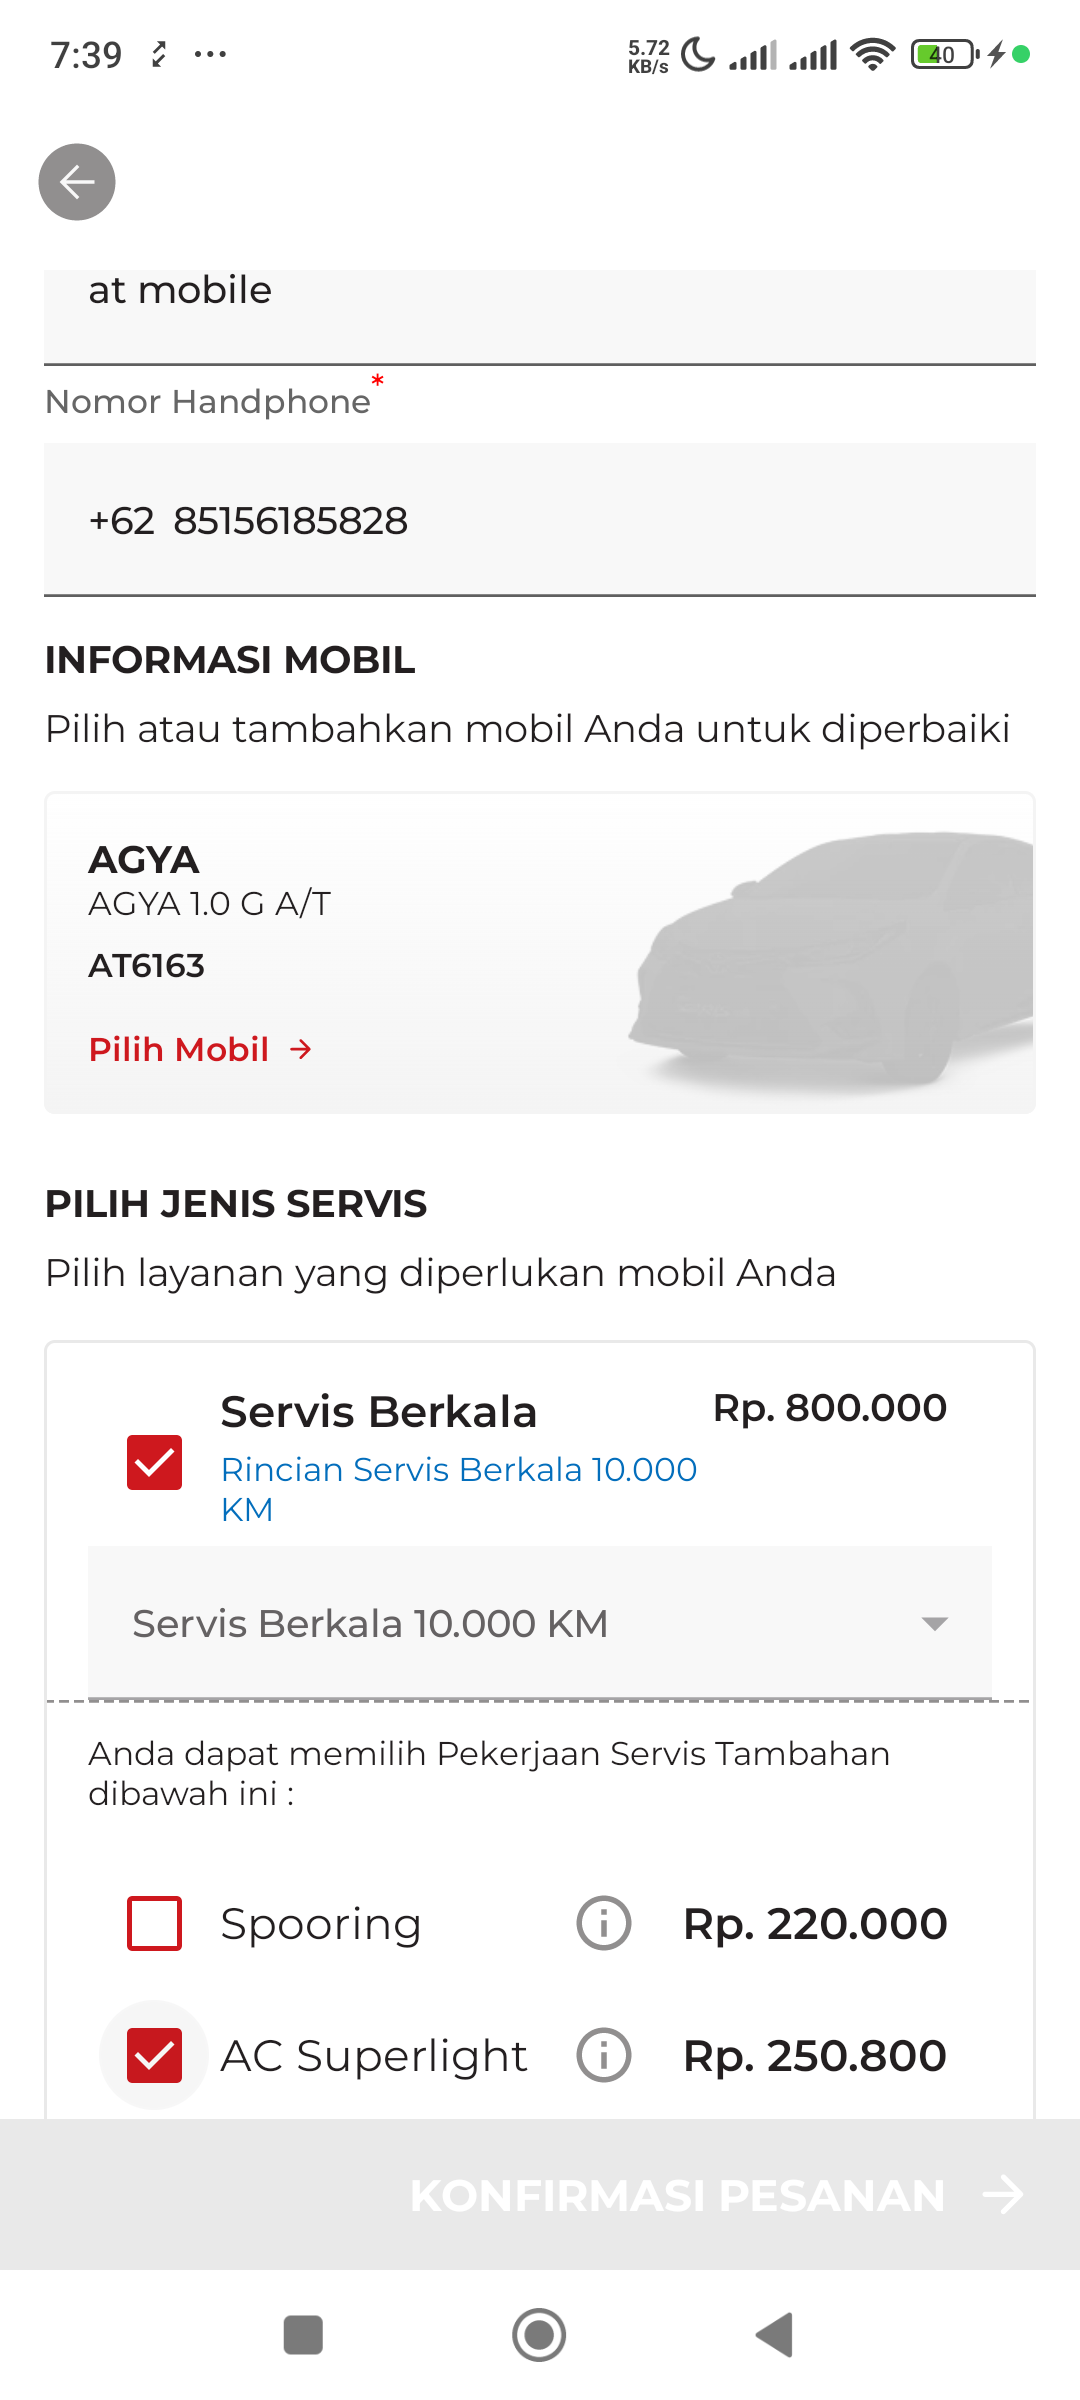 7:39
5.72
KB/s
40
at mobile
Nomor Handphone*
+62 85156185828
INFORMASI MOBIL
Pilih atau tambahkan mobil Anda untuk diperbaiki
AGYA
AGYA 1.0 G A/T
AT6163
Pilih Mobil →
PILIH JENIS SERVIS
Pilih layanan yang diperlukan mobil Anda
Servis Berkala Rp. 800.000
Rincian Servis Berkala 10.000
KM
Servis Berkala 10.000 KM
Anda dapat memilih Pekerjaan Servis Tambahan
dibawah ini :
Spooring Rp. 220.000
AC Superlight Rp. 250.800
KONFIRMASI PESANAN →